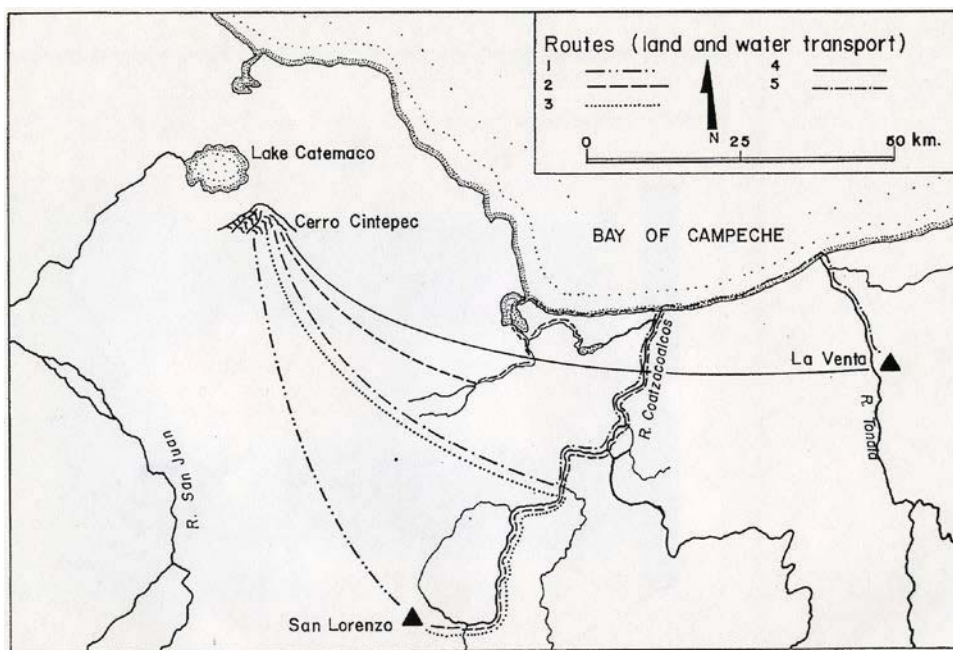 Routes (land and water transport)
1
2
3
4
5
N
0 25 50 km.
Lake Catemaco
Cerro Cintepec
BAY OF CAMPECHE
La Venta
R. Coatzacoalcos
R. Tonalá
R. San Juan
San Lorenzo